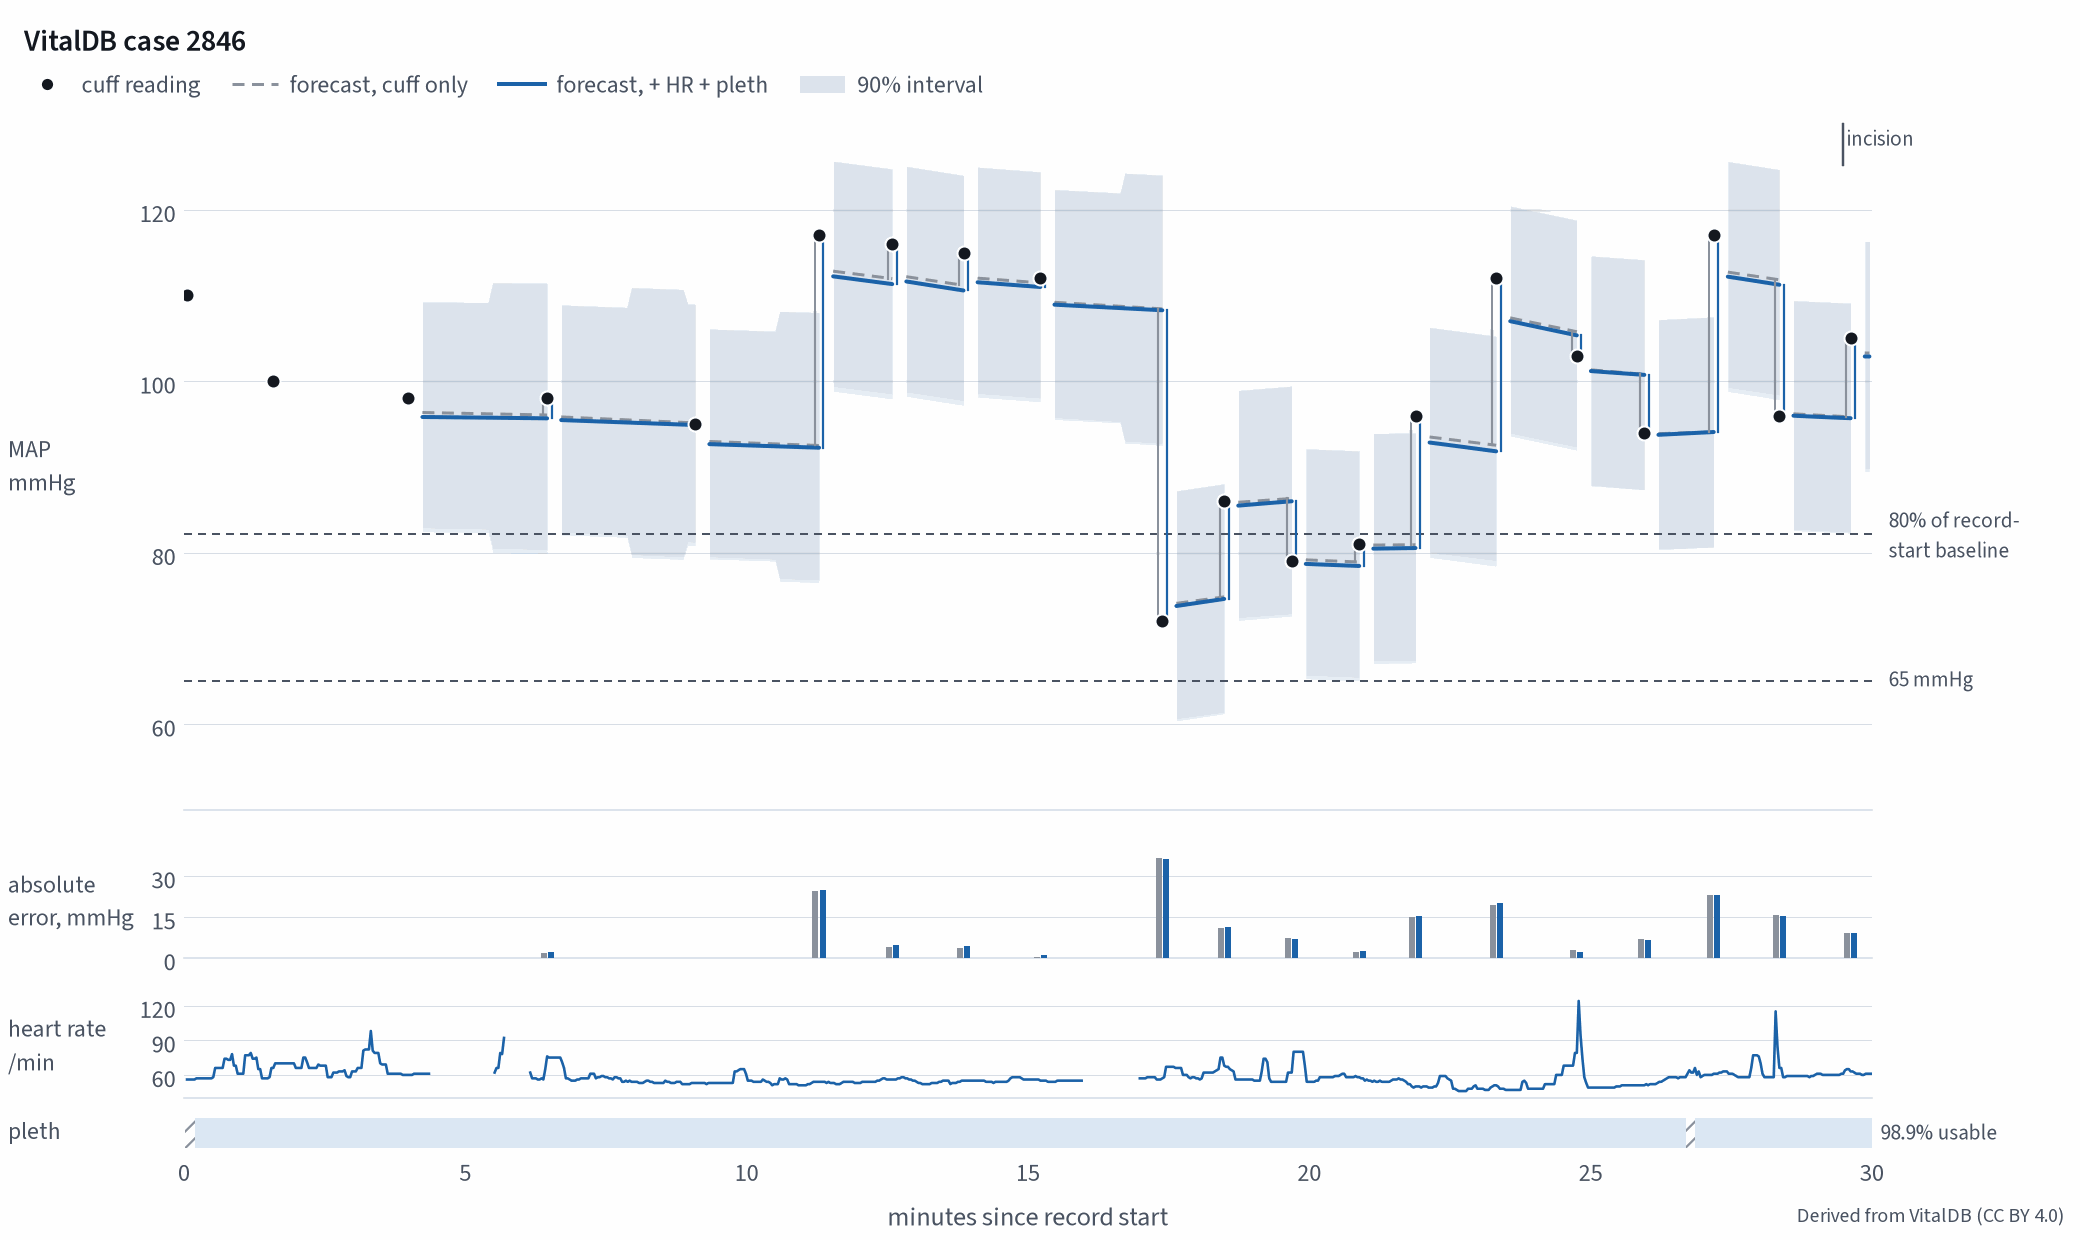 VitalDB case 2846
cuff reading
forecast, cuff only
forecast, + HR + pleth
90% interval
incision
120
100
80
60
MAP
mmHg
80% of record-
start baseline
65 mmHg
absolute
error, mmHg
30
15
0
heart rate
/min
120
90
60
pleth
98.9% usable
0
5
10
15
20
25
30
minutes since record start
Derived from VitalDB (CC BY 4.0)